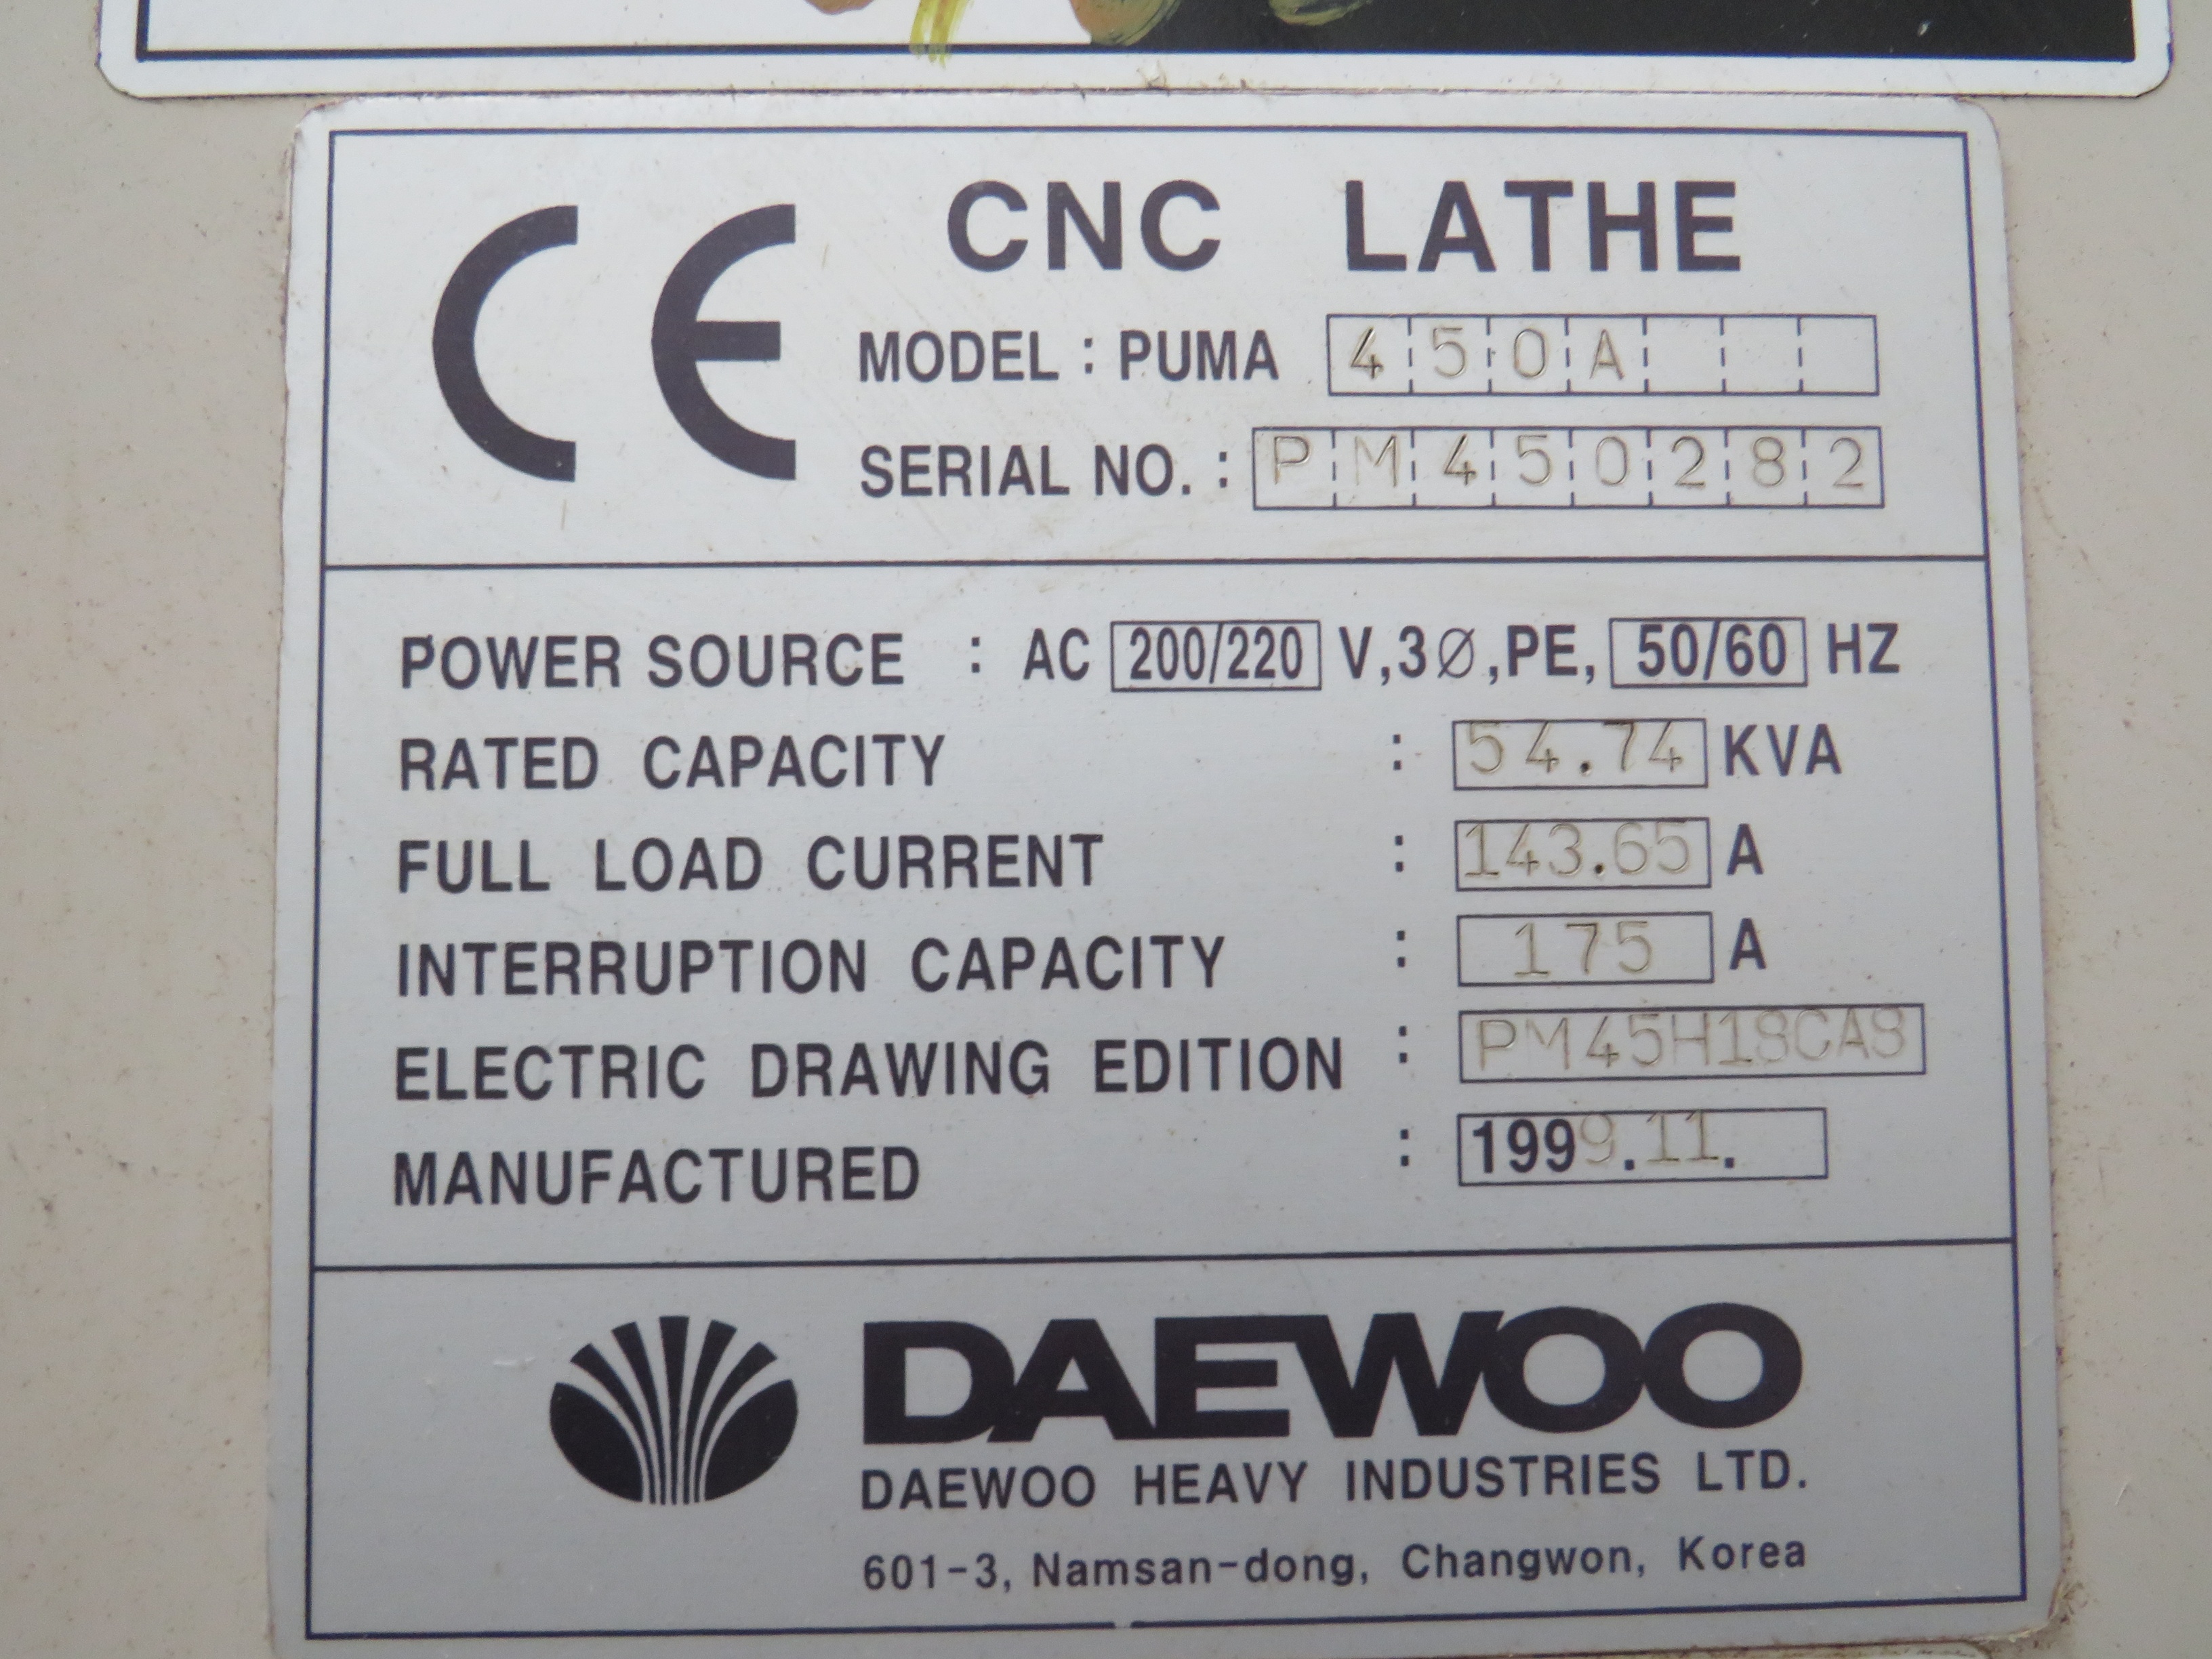 CE
CNC LATHE
MODEL : PUMA 450A
SERIAL NO. : PM450282
POWER SOURCE : AC 200/220 V,3Ø,PE, 50/60 HZ
RATED CAPACITY : 54.74 KVA
FULL LOAD CURRENT : 143.65 A
INTERRUPTION CAPACITY : 175 A
ELECTRIC DRAWING EDITION : PM45H18CA8
MANUFACTURED : 1999.11.
DAEWOO
DAEWOO HEAVY INDUSTRIES LTD.
601-3, Namsan-dong, Changwon, Korea